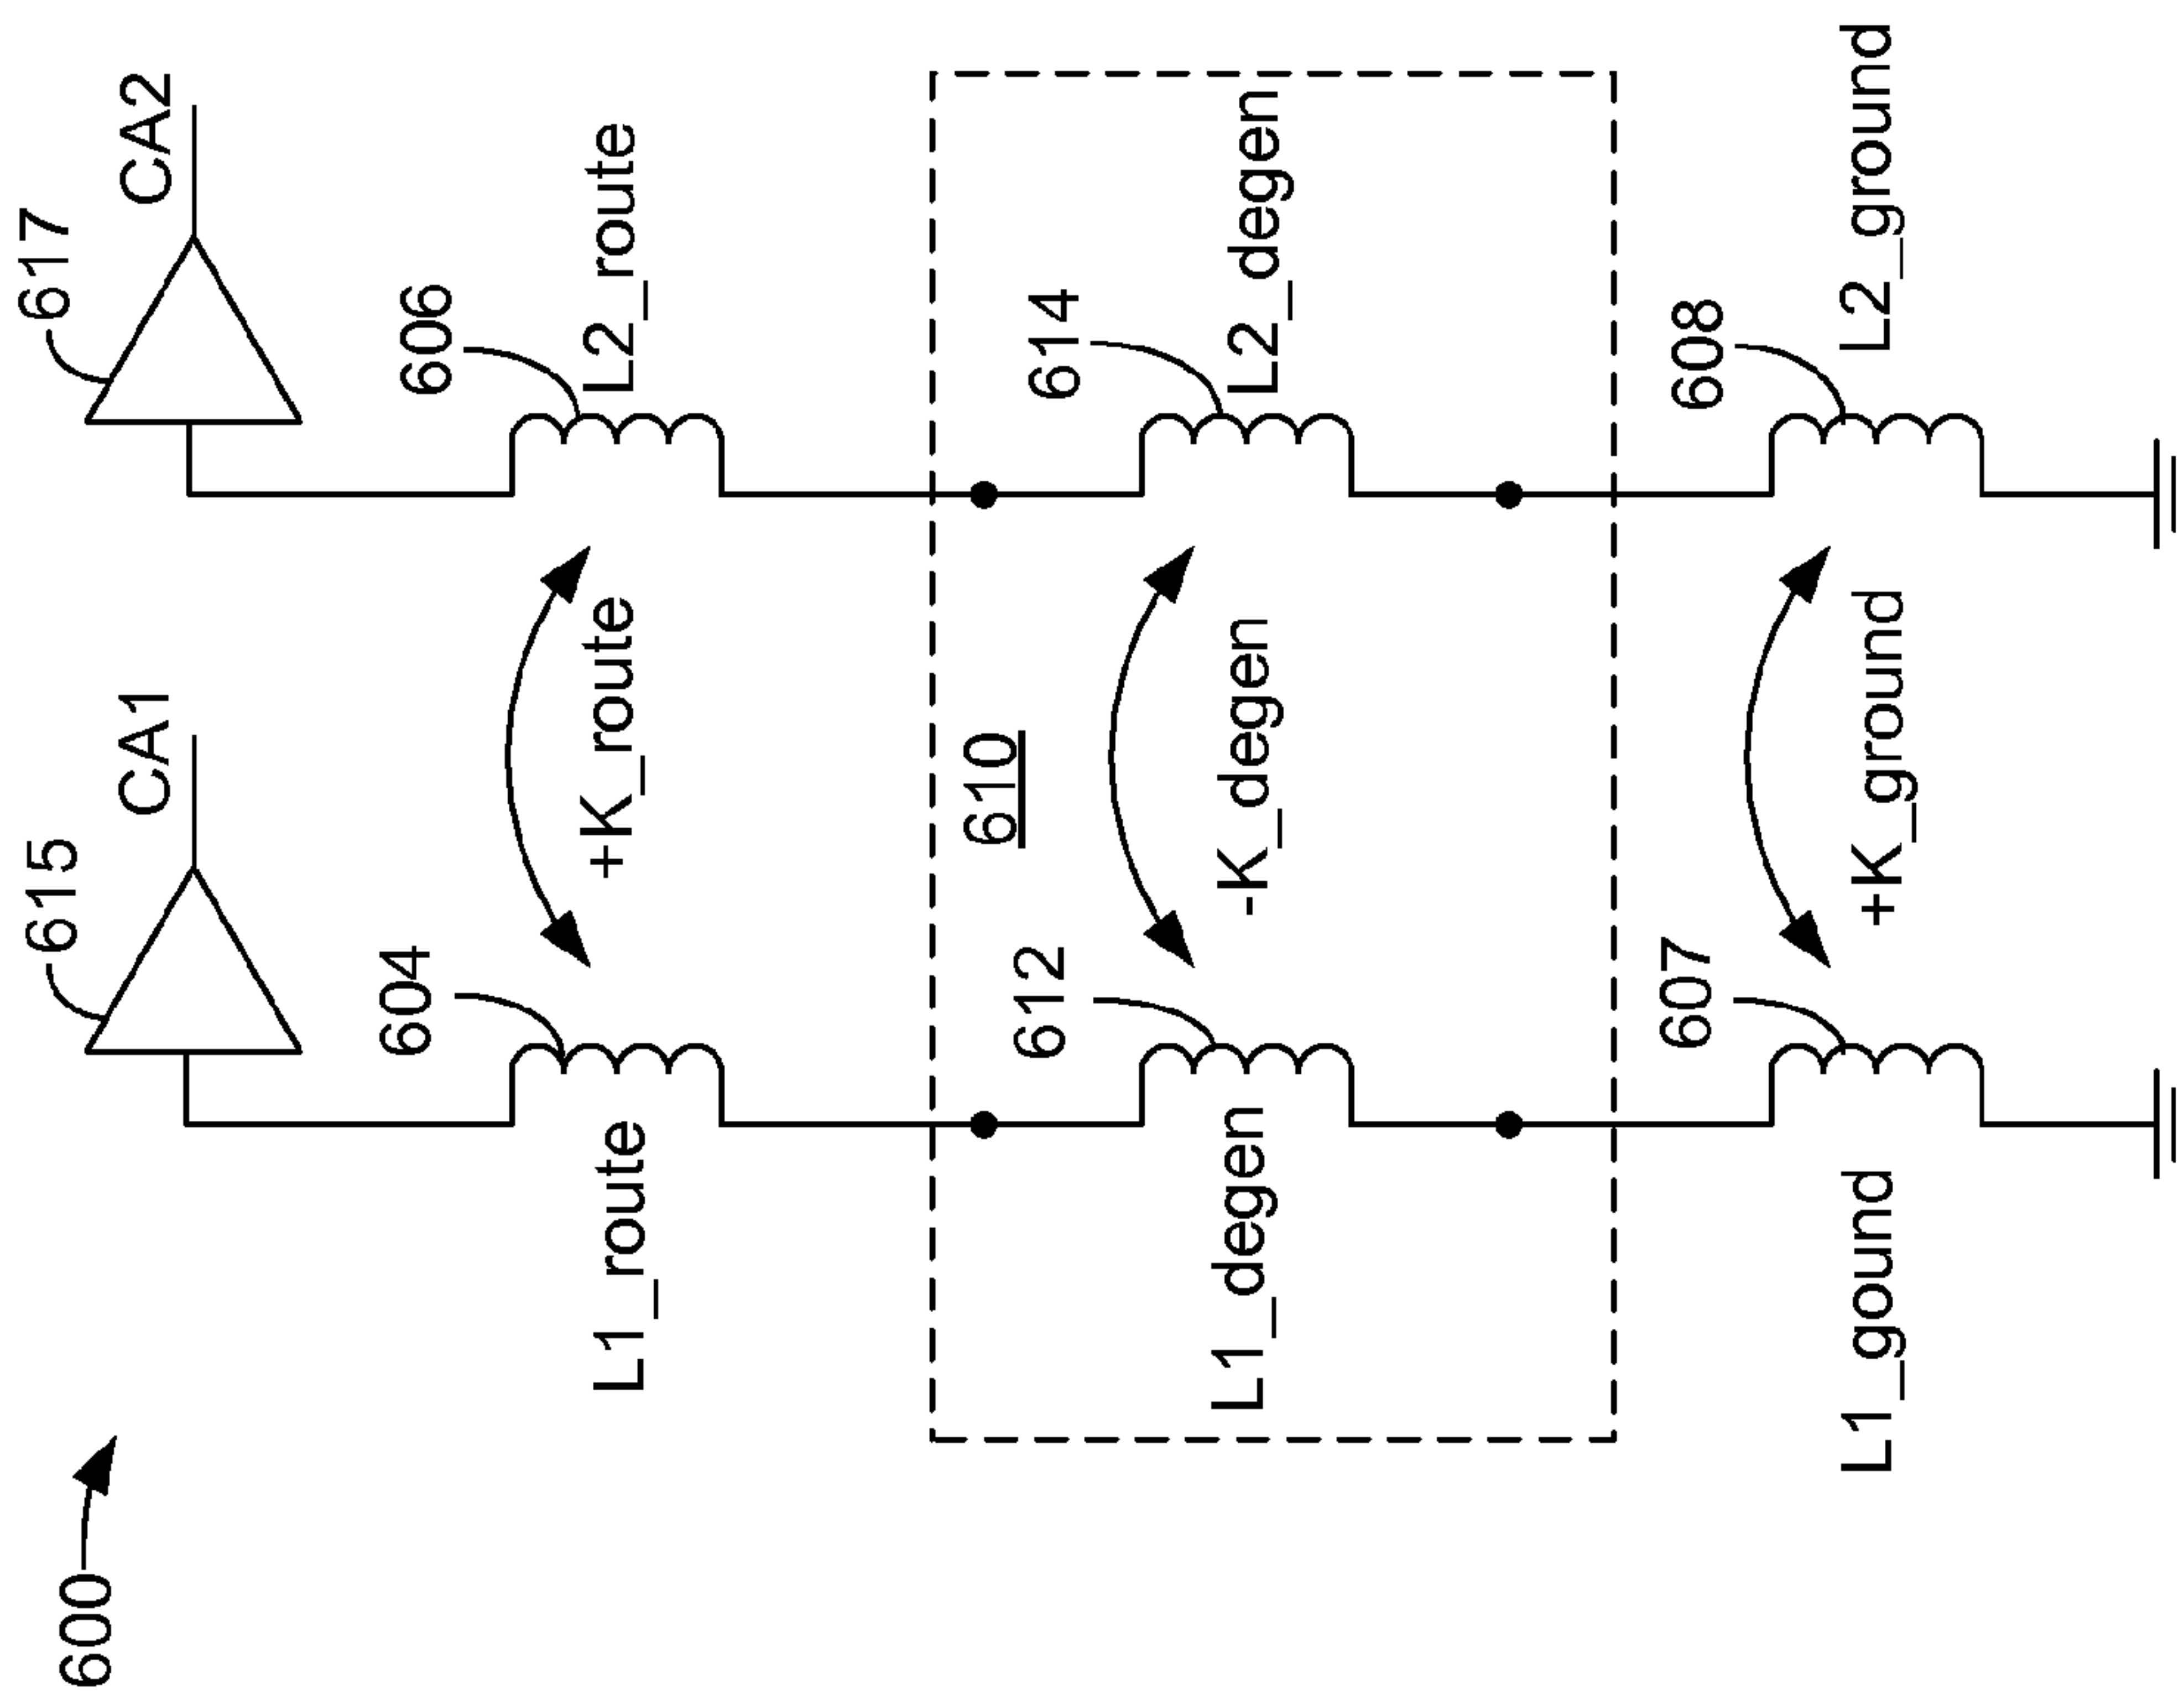 600
615
CA1
617
CA2
604
L1_route
+K_route
606
L2_route
610
612
L1_degen
-K_degen
614
L2_degen
607
L1_gound
+K_ground
608
L2_ground